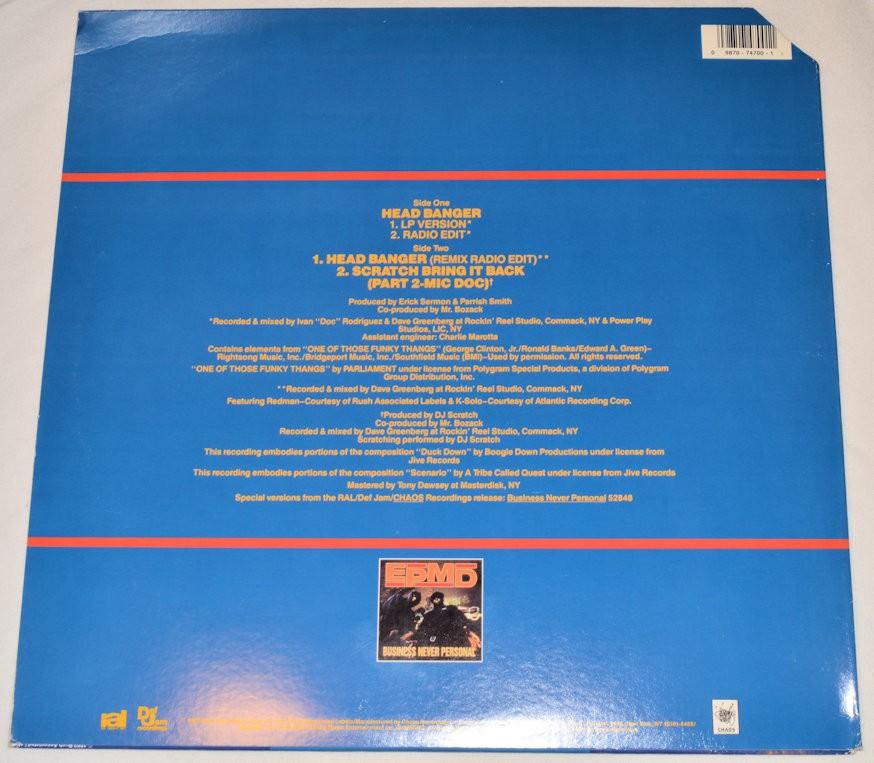 0 9870 - 74700 - 1
Side One
HEAD BANGER
1. LP VERSION*
2. RADIO EDIT*
Side Two
1. HEAD BANGER (REMIX RADIO EDIT)**
2. SCRATCH BRING IT BACK
(PART 2-MIC DOC)†
Produced by Erick Sermon & Parrish Smith
Co-produced by Mr. Bozack
*Recorded & mixed by Ivan "Doc" Rodriguez & Dave Greenberg at Rockin' Reel Studio, Commack, NY & Power Play
Studios, LIC, NY
Assistant engineer: Charlie Marotta
Contains elements from "ONE OF THOSE FUNKY THANGS" (George Clinton, Jr./Ronald Banks/Edward A. Green)–
Rightsong Music, Inc./Bridgeport Music, Inc./Southfield Music (BMI)–Used by permission. All rights reserved.
"ONE OF THOSE FUNKY THANGS" by PARLIAMENT under license from Polygram Special Products, a division of Polygram
Group Distribution, Inc.
**Recorded & mixed by Dave Greenberg at Rockin' Reel Studio, Commack, NY
Featuring Redman–Courtesy of Rush Associated Labels & K-Solo–Courtesy of Atlantic Recording Corp.
†Produced by DJ Scratch
Co-produced by Mr. Bozack
Recorded & mixed by Dave Greenberg at Rockin' Reel Studio, Commack, NY
Scratching performed by DJ Scratch
This recording embodies portions of the composition "Duck Down" by Boogie Down Productions under license from
Jive Records
This recording embodies portions of the composition "Scenario" by A Tribe Called Quest under license from Jive Records
Mastered by Tony Dawsey at Masterdisk, NY
Special versions from the RAL/Def Jam/CHAOS Recordings release: Business Never Personal 52848
EPMD
BUSINESS NEVER PERSONAL
ral
Def Jam
recordings
CHAOS